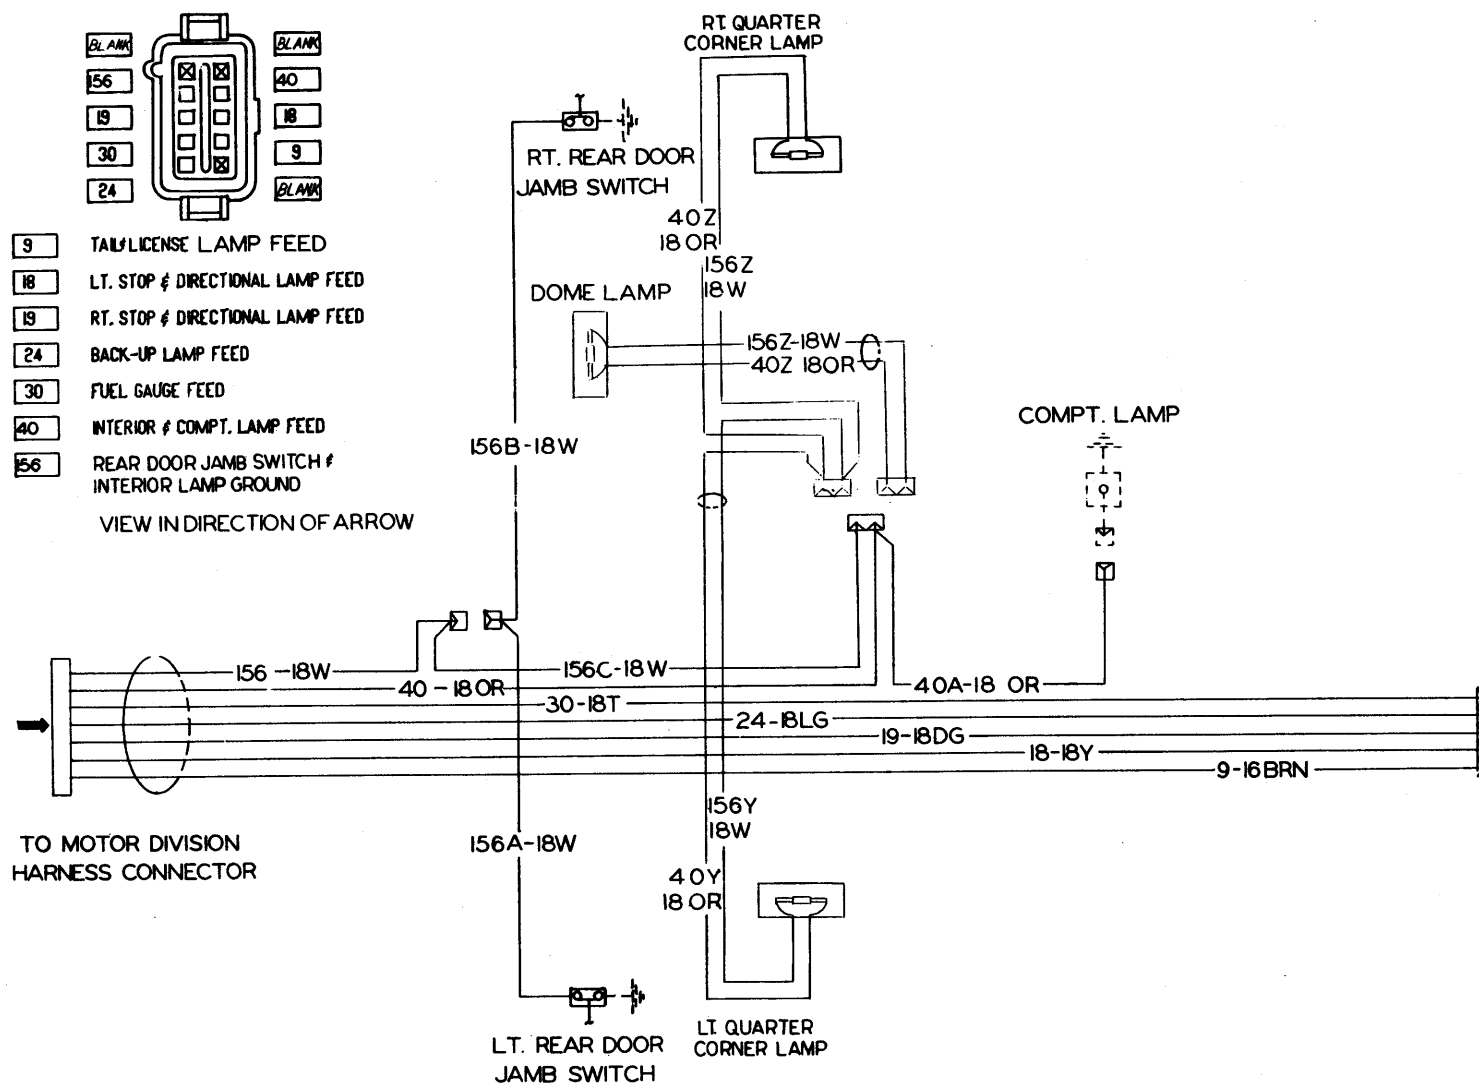 BLANK
BLANK
156
40
19
18
30
9
24
BLANK
9 TAIL & LICENSE LAMP FEED
18 LT. STOP & DIRECTIONAL LAMP FEED
19 RT. STOP & DIRECTIONAL LAMP FEED
24 BACK-UP LAMP FEED
30 FUEL GAUGE FEED
40 INTERIOR & COMPT. LAMP FEED
156 REAR DOOR JAMB SWITCH &
INTERIOR LAMP GROUND
VIEW IN DIRECTION OF ARROW
RT. QUARTER
CORNER LAMP
RT. REAR DOOR
JAMB SWITCH
40Z
18 OR
156Z
18W
DOME LAMP
156Z-18W
40Z 18OR
COMPT. LAMP
156B-18W
156 -18W
156C-18W
40 - 18OR
40A-18 OR
30-18T
24-18LG
19-18DG
18-18Y
9-16BRN
TO MOTOR DIVISION
HARNESS CONNECTOR
156A-18W
156Y
18W
40Y
18 OR
LT. REAR DOOR
JAMB SWITCH
LT. QUARTER
CORNER LAMP